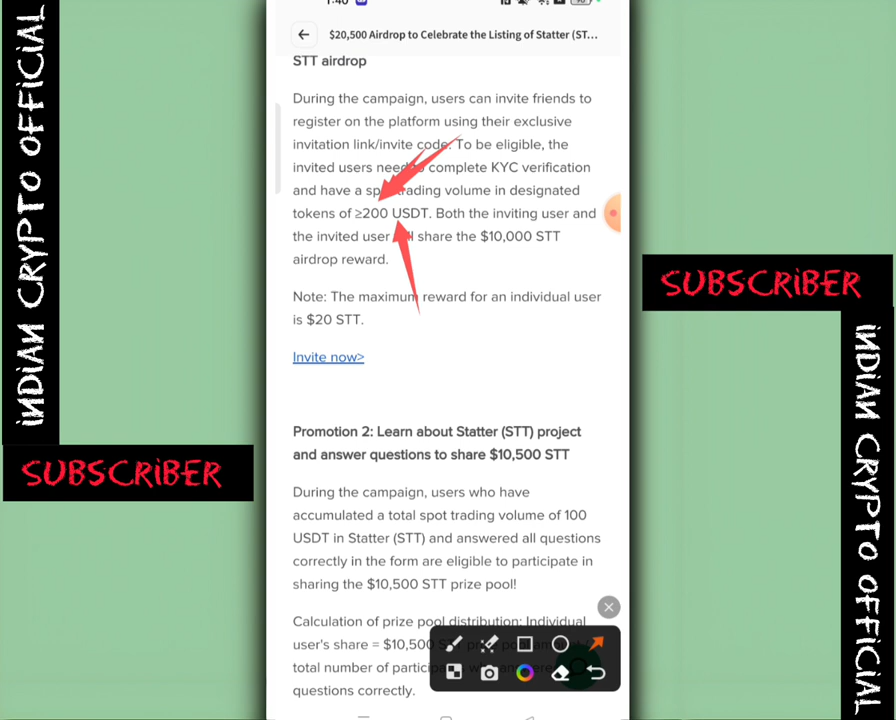 1:40
$20,500 Airdrop to Celebrate the Listing of Statter (ST...
STT airdrop
During the campaign, users can invite friends to
register on the platform using their exclusive
invitation link/invite code. To be eligible, the
invited users need to complete KYC verification
and have a spot trading volume in designated
tokens of ≥200 USDT. Both the inviting user and
the invited user will share the $10,000 STT
airdrop reward.
Note: The maximum reward for an individual user
is $20 STT.
Invite now>
Promotion 2: Learn about Statter (STT) project
and answer questions to share $10,500 STT
During the campaign, users who have
accumulated a total spot trading volume of 100
USDT in Statter (STT) and answered all questions
correctly in the form are eligible to participate in
sharing the $10,500 STT prize pool!
Calculation of prize pool distribution: Individual
user's share = $10,500
total number of
questions correctly.
INDIAN CRYPTO OFFICIAL
SUBSCRIBER
SUBSCRIBER
INDIAN CRYPTO OFFICIAL